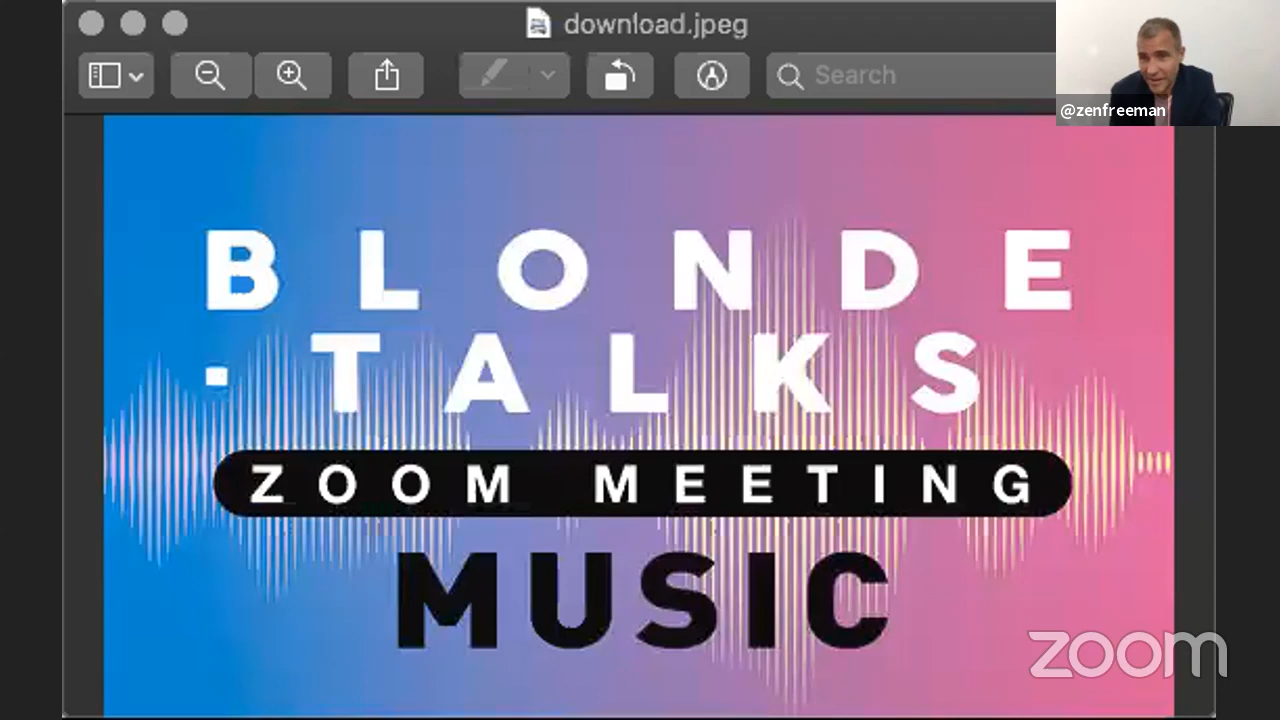 download.jpeg
Search
@zenfreeman
BLONDE
· TALKS
ZOOM MEETING
MUSIC
zoom